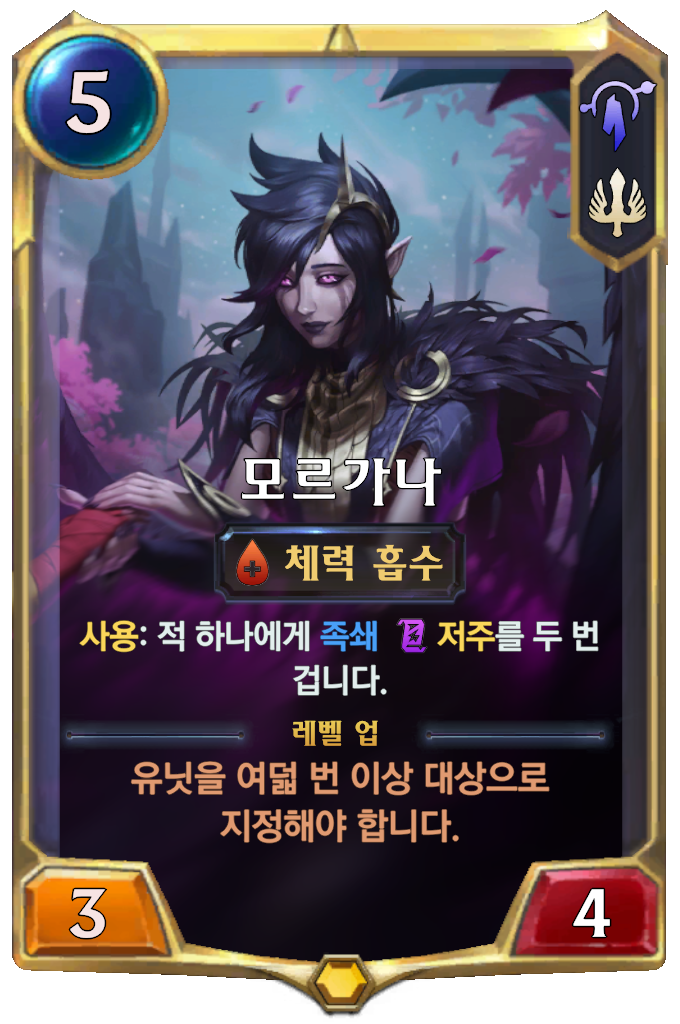 5
모르가나
체력 흡수
사용: 적 하나에게 족쇄 저주를 두 번
겁니다.
레벨 업
유닛을 여덟 번 이상 대상으로
지정해야 합니다.
3
4